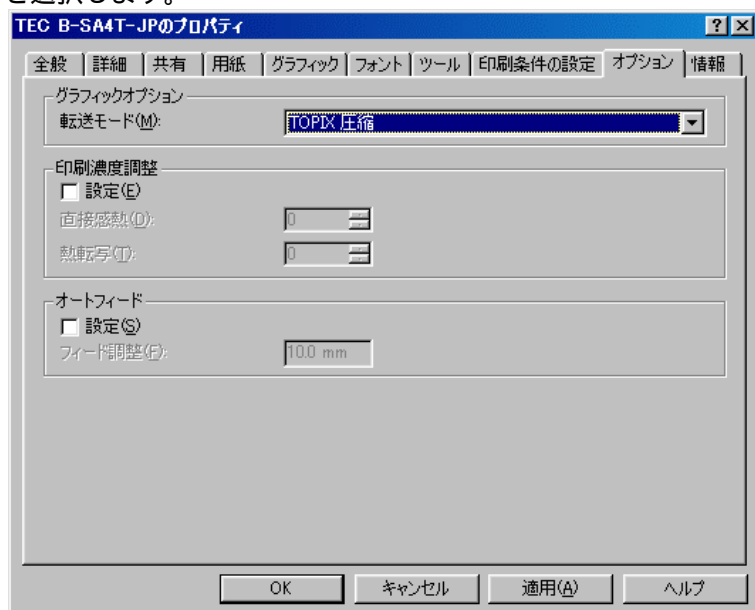 を選択します。
TEC B-SA4T-JPのプロパティ
全般 詳細 共有 用紙 グラフィック フォント ツール 印刷条件の設定 オプション 情報
グラフィックオプション
転送モード(M): TOPIX 圧縮
印刷濃度調整
設定(E)
直接感熱(D): 0
熱転写(T): 0
オートフィード
設定(S)
フィード調整(F): 10.0 mm
OK キャンセル 適用(A) ヘルプ